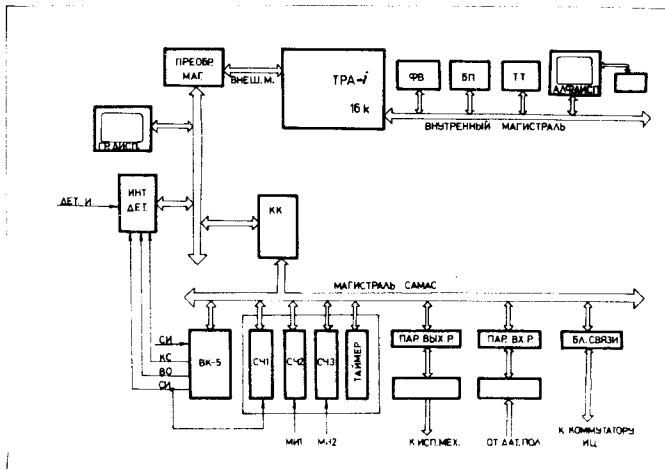 ПРЕОБР.
МАГ.
ВНЕШ. М.
ТРА-i
16 к
ФВ
БП
ТТ
АЛФ.ДИСП.
ВНУТРЕННЫЙ МАГИСТРАЛЬ
ГР. ДИСП.
ИНТ
ДЕТ.
ДЕТ. И
КК
МАГИСТРАЛЬ САМАС
СИ
КС
ВО
СИ
ВК-5
СЧ1
СЧ2
СЧ3
ТАЙМЕР
ПАР. ВЫХ. Р.
ПАР. ВХ. Р.
БЛ. СВЯЗИ
МИ1
МИ2
К ИСП. МЕХ.
ОТ ДАТ. ПОЛ
К КОММУТАТОРУ
ИЦ